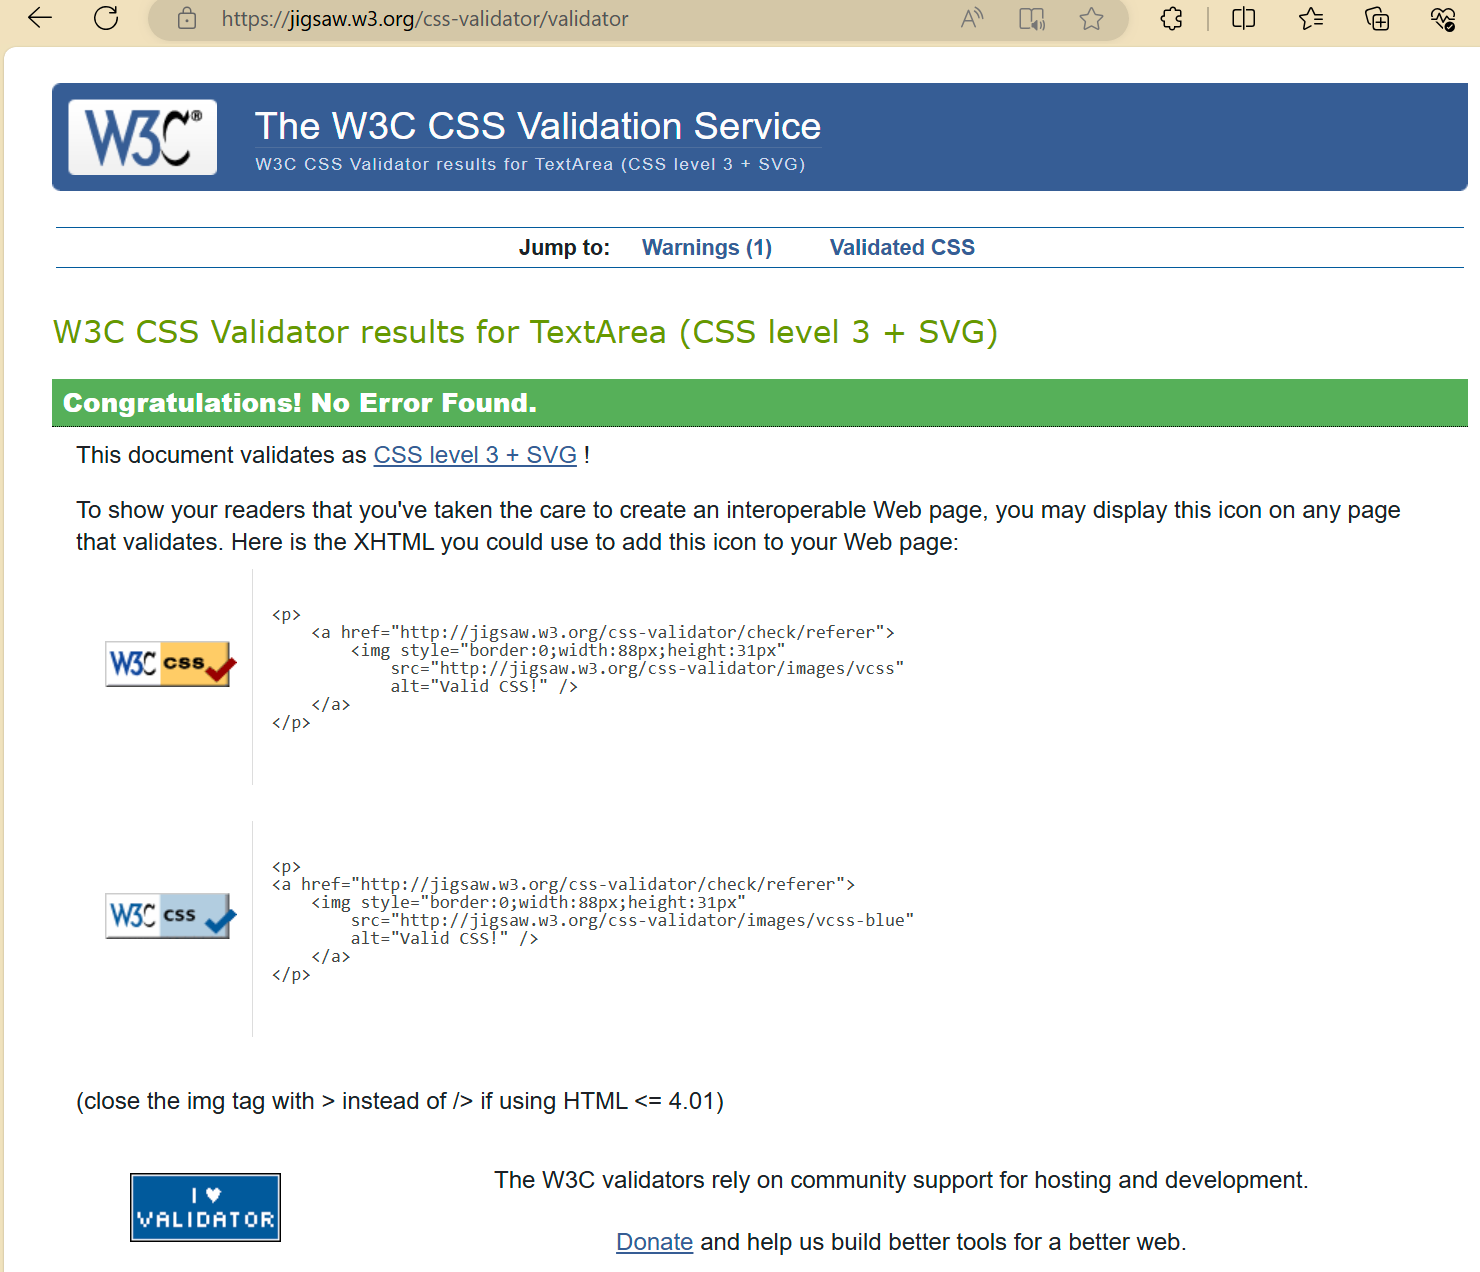 https://jigsaw.w3.org/css-validator/validator
W3C®
The W3C CSS Validation Service
W3C CSS Validator results for TextArea (CSS level 3 + SVG)
Jump to: Warnings (1) Validated CSS
W3C CSS Validator results for TextArea (CSS level 3 + SVG)
Congratulations! No Error Found.
This document validates as CSS level 3 + SVG !
To show your readers that you've taken the care to create an interoperable Web page, you may display this icon on any page
that validates. Here is the XHTML you could use to add this icon to your Web page:
W3C css
<p>
<a href="http://jigsaw.w3.org/css-validator/check/referer">
<img style="border:0;width:88px;height:31px"
src="http://jigsaw.w3.org/css-validator/images/vcss"
alt="Valid CSS!" />
</a>
</p>
W3C css
<p>
<a href="http://jigsaw.w3.org/css-validator/check/referer">
<img style="border:0;width:88px;height:31px"
src="http://jigsaw.w3.org/css-validator/images/vcss-blue"
alt="Valid CSS!" />
</a>
</p>
(close the img tag with > instead of /> if using HTML <= 4.01)
I ♥
VALIDATOR
The W3C validators rely on community support for hosting and development.
Donate and help us build better tools for a better web.